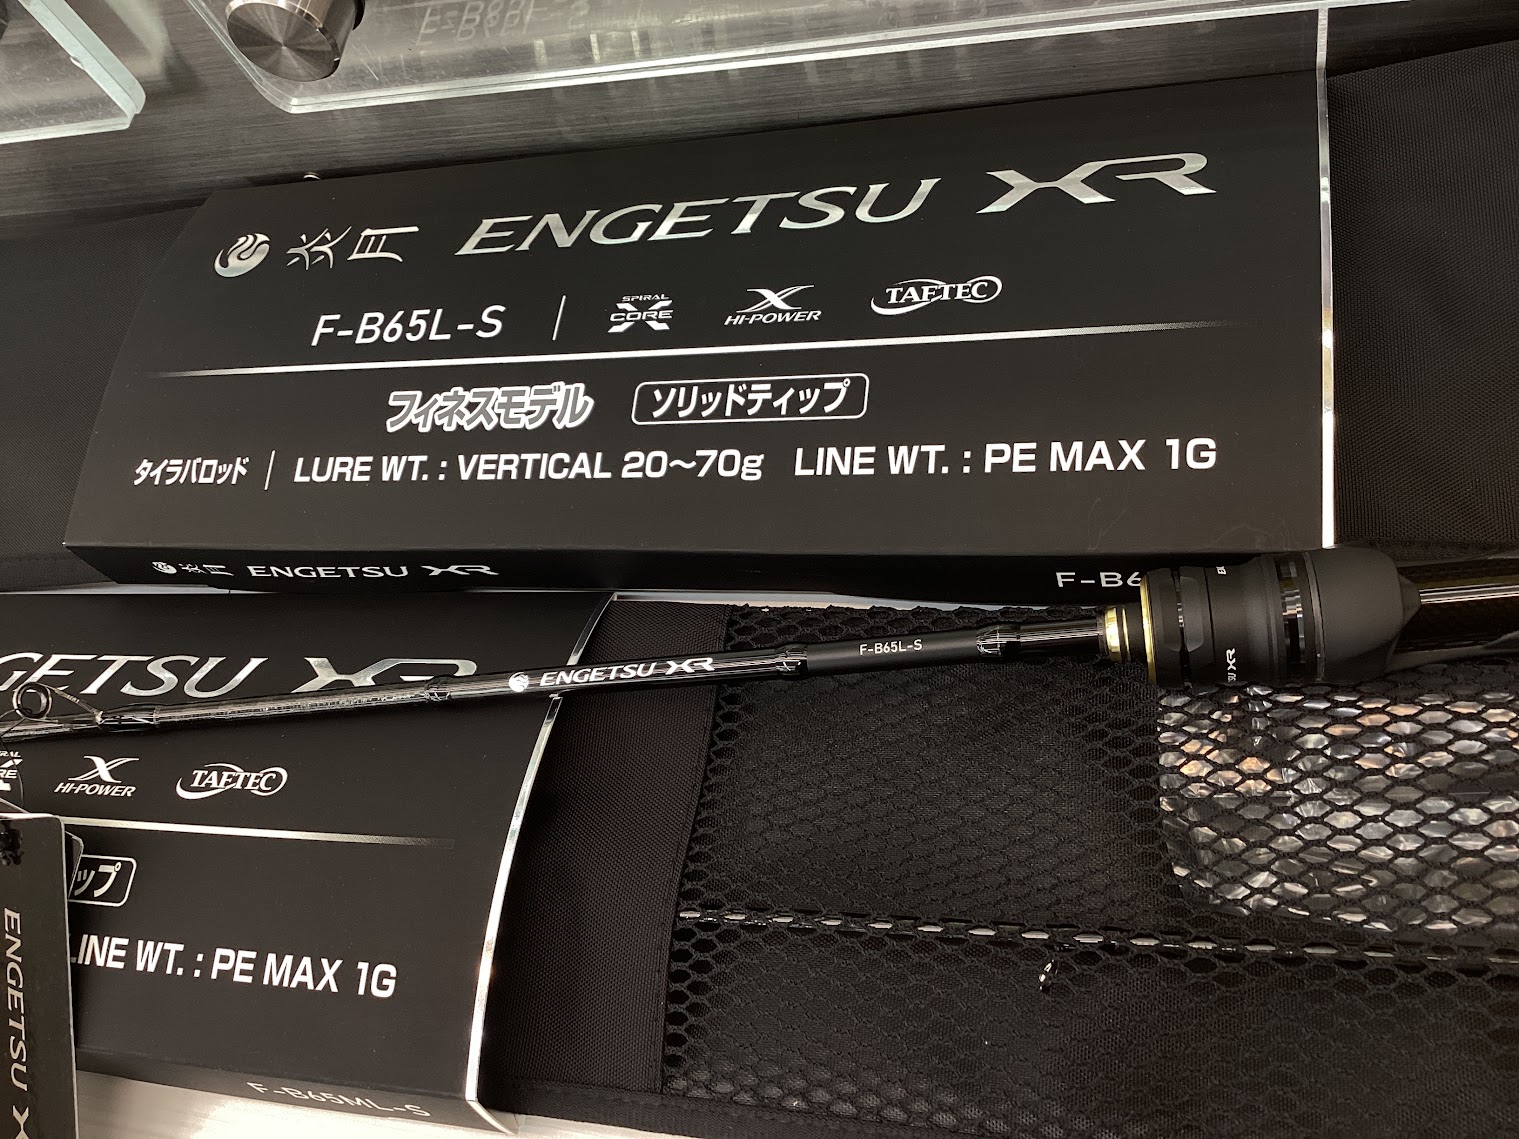 炎月 ENGETSU XR
F-B65L-S | SPIRAL X CORE X HI-POWER TAFTEC
フィネスモデル ソリッドティップ
タイラバロッド | LURE WT. : VERTICAL 20~70g LINE WT. : PE MAX 1G
炎月 ENGETSU XR
F-B6
ENGETSU XR F-B65L-S
SU XR
GETSU XR
X HI-POWER TAFTEC
ップ
LINE WT. : PE MAX 1G
ENGETSU X
F-B65ML-S